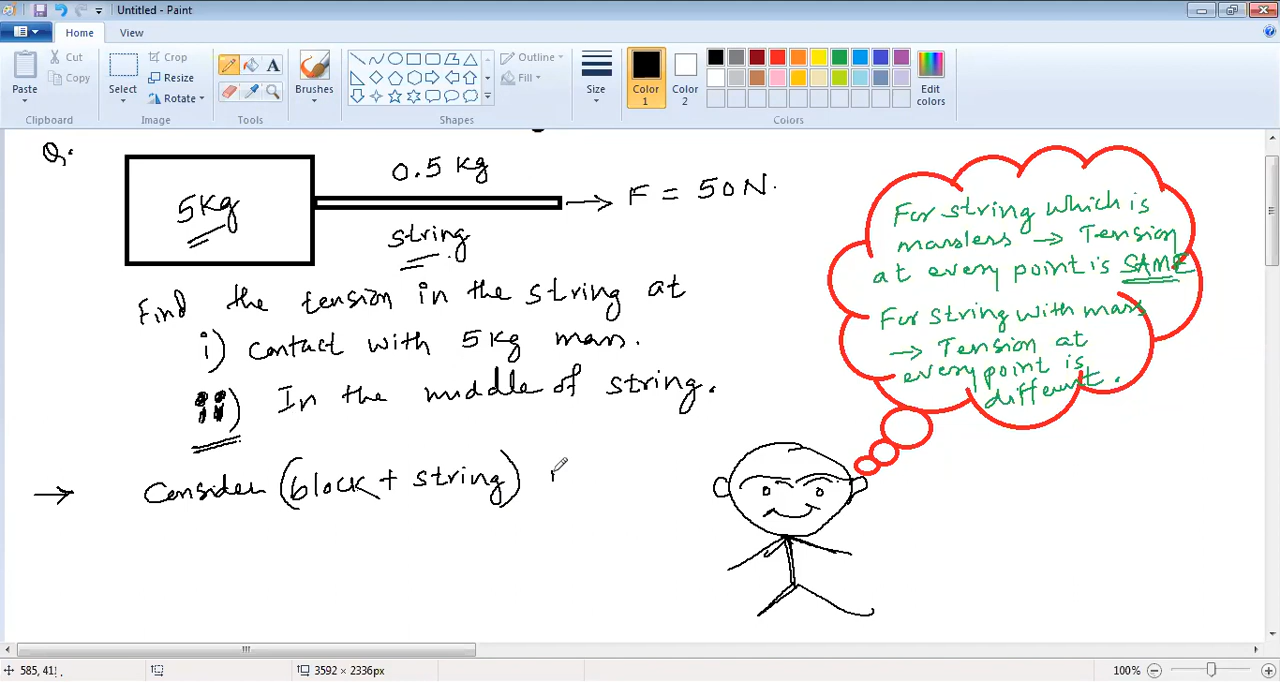 Untitled - Paint
Home
View
Paste
Cut
Copy
Clipboard
Select
Crop
Resize
Rotate
Image
A
Tools
Brushes
Shapes
Outline
Fill
Size
Color 1
Color 2
Edit colors
Colors
Q:
5Kg
0.5 Kg
string
F = 50N.
Find the tension in the string at
i) contact with 5Kg mass.
ii) In the middle of string.
→ Consider (block + string)
For string which is
massless → Tension
at every point is SAME
For string with mass
→ Tension at
every point is
different.
585, 411
3592 × 2336px
100%